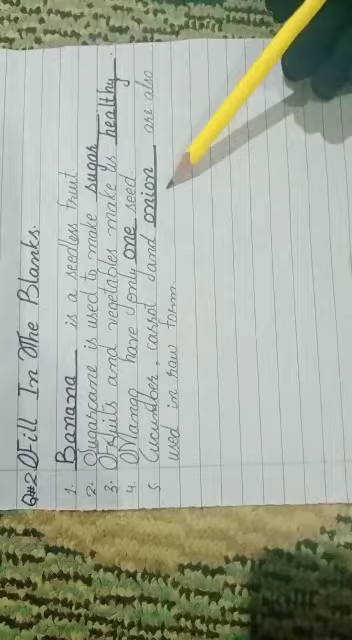 Q#2 Fill In The Blanks.
1. Banana is a seedless fruit.
2. Sugarcane is used to make sugar
3. Fruits and vegetables make us healthy.
4. Mango have only one seed.
5. Cucumber, carrot and onion are also
used in raw form.